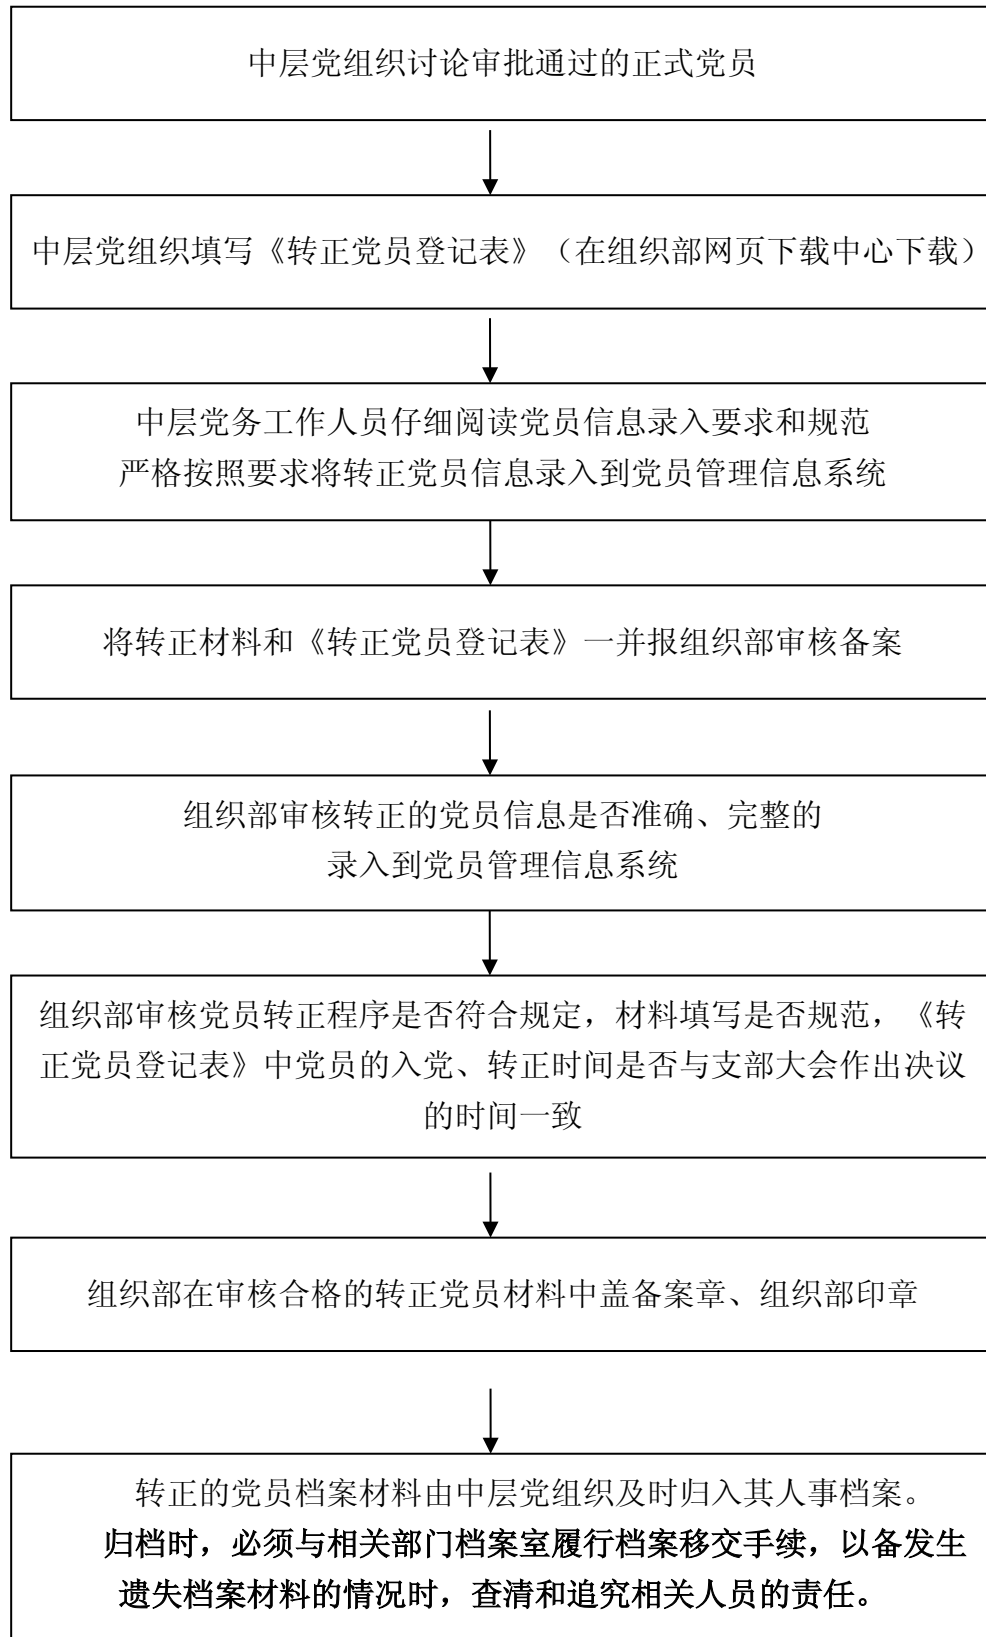 中层党组织讨论审批通过的正式党员
中层党组织填写《转正党员登记表》（在组织部网页下载中心下载）
中层党务工作人员仔细阅读党员信息录入要求和规范
严格按照要求将转正党员信息录入到党员管理信息系统
将转正材料和《转正党员登记表》一并报组织部审核备案
组织部审核转正的党员信息是否准确、完整的
录入到党员管理信息系统
组织部审核党员转正程序是否符合规定，材料填写是否规范，《转
正党员登记表》中党员的入党、转正时间是否与支部大会作出决议
的时间一致
组织部在审核合格的转正党员材料中盖备案章、组织部印章
转正的党员档案材料由中层党组织及时归入其人事档案。
归档时，必须与相关部门档案室履行档案移交手续，以备发生
遗失档案材料的情况时，查清和追究相关人员的责任。